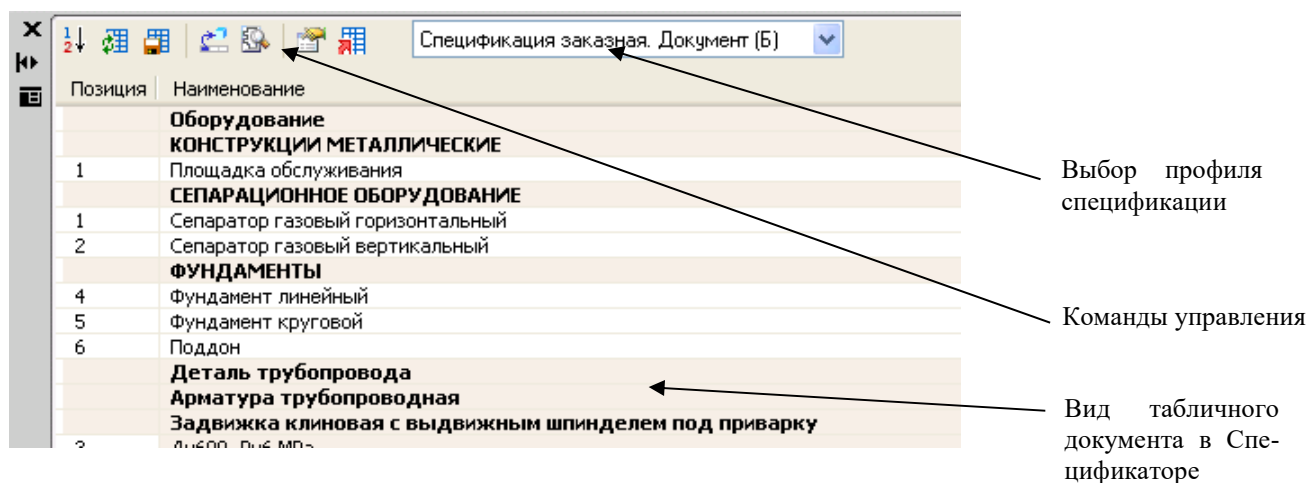 Спецификация заказная. Документ (Б)
Позиция Наименование
Оборудование
КОНСТРУКЦИИ МЕТАЛЛИЧЕСКИЕ
1 Площадка обслуживания
СЕПАРАЦИОННОЕ ОБОРУДОВАНИЕ
1 Сепаратор газовый горизонтальный
2 Сепаратор газовый вертикальный
ФУНДАМЕНТЫ
4 Фундамент линейный
5 Фундамент круговой
6 Поддон
Деталь трубопровода
Арматура трубопроводная
Задвижка клиновая с выдвижным шпинделем под приварку
Выбор профиля
спецификации
Команды управления
Вид табличного
документа в Спе-
цификаторе